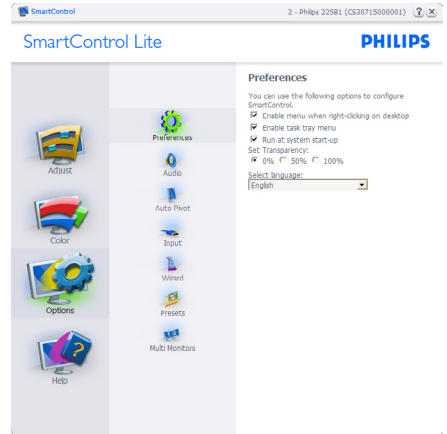 SmartControl
2 - Philips 225B1 (CS30715000001)
SmartControl Lite
PHILIPS
Adjust
Color
Options
Help
Preferences
Audio
Auto Pivot
Input
Wizard
Presets
Multi Monitors
Preferences
You can use the following options to configure
SmartControl.
Enable menu when right-clicking on desktop
Enable task tray menu
Run at system start-up
Set Transparency:
0% 50% 100%
Select language:
English